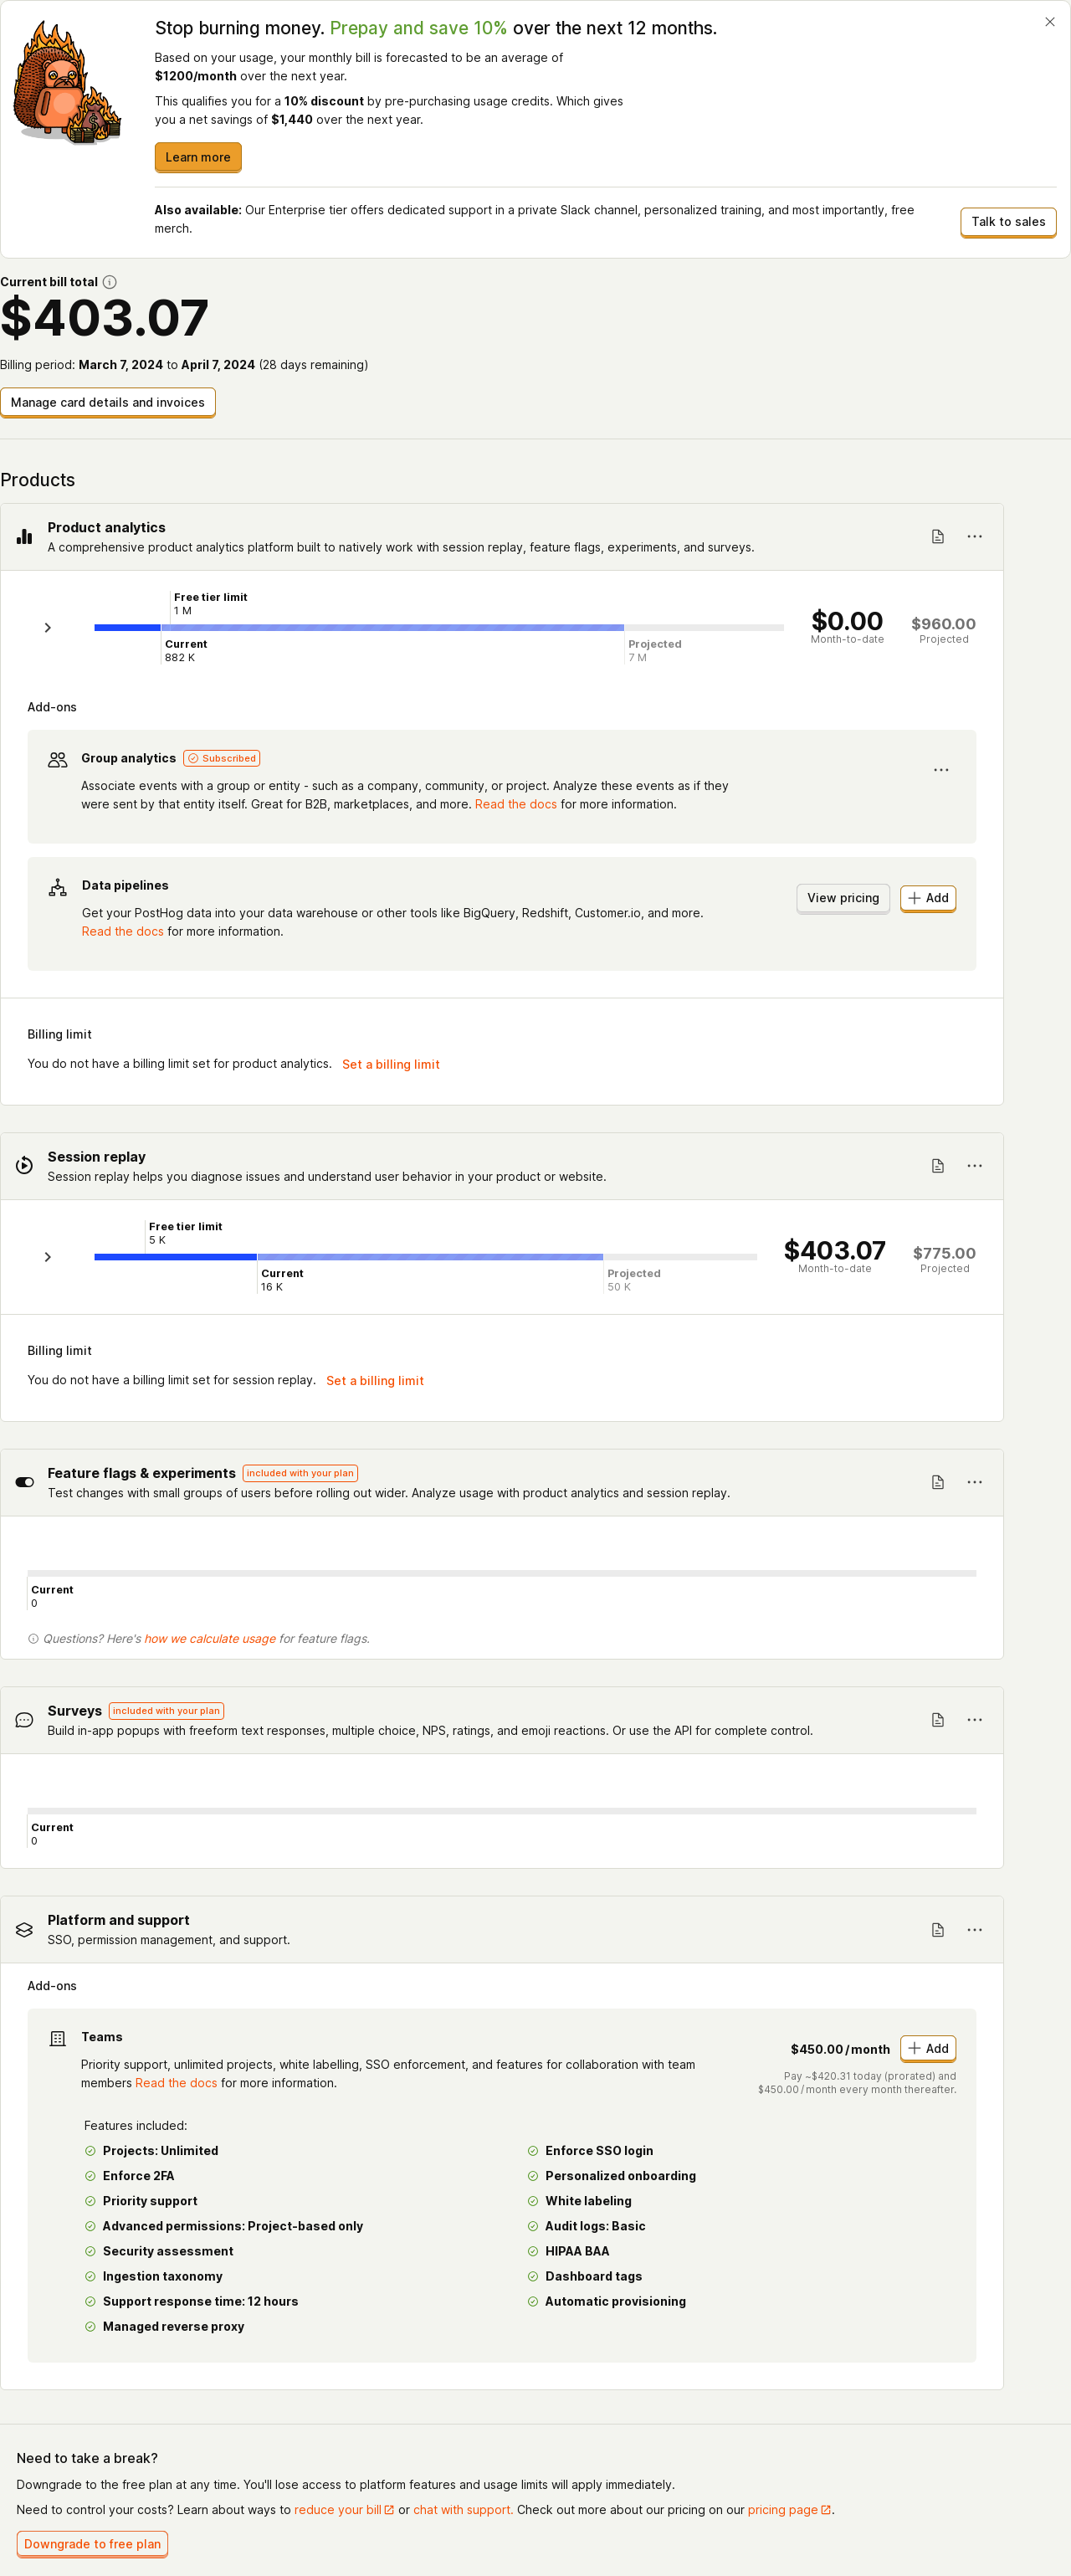 Stop burning money. Prepay and save 10% over the next 12 months.
Based on your usage, your monthly bill is forecasted to be an average of
$1200/month over the next year.
This qualifies you for a 10% discount by pre-purchasing usage credits. Which gives
you a net savings of $1,440 over the next year.
Learn more
Also available: Our Enterprise tier offers dedicated support in a private Slack channel, personalized training, and most importantly, free
merch.
Talk to sales
Current bill total
$403.07
Billing period: March 7, 2024 to April 7, 2024 (28 days remaining)
Manage card details and invoices
Products
Product analytics
A comprehensive product analytics platform built to natively work with session replay, feature flags, experiments, and surveys.
Free tier limit
1 M
Current
882 K
Projected
7 M
$0.00
Month-to-date
$960.00
Projected
Add-ons
Group analytics Subscribed
Associate events with a group or entity - such as a company, community, or project. Analyze these events as if they
were sent by that entity itself. Great for B2B, marketplaces, and more. Read the docs for more information.
Data pipelines
Get your PostHog data into your data warehouse or other tools like BigQuery, Redshift, Customer.io, and more.
Read the docs for more information.
View pricing
Add
Billing limit
You do not have a billing limit set for product analytics. Set a billing limit
Session replay
Session replay helps you diagnose issues and understand user behavior in your product or website.
Free tier limit
5 K
Current
16 K
Projected
50 K
$403.07
Month-to-date
$775.00
Projected
Billing limit
You do not have a billing limit set for session replay. Set a billing limit
Feature flags & experiments included with your plan
Test changes with small groups of users before rolling out wider. Analyze usage with product analytics and session replay.
Current
0
Questions? Here's how we calculate usage for feature flags.
Surveys included with your plan
Build in-app popups with freeform text responses, multiple choice, NPS, ratings, and emoji reactions. Or use the API for complete control.
Current
0
Platform and support
SSO, permission management, and support.
Add-ons
Teams
Priority support, unlimited projects, white labelling, SSO enforcement, and features for collaboration with team
members Read the docs for more information.
$450.00/month
Add
Pay ~$420.31 today (prorated) and
$450.00/month every month thereafter.
Features included:
Projects: Unlimited
Enforce SSO login
Enforce 2FA
Personalized onboarding
Priority support
White labeling
Advanced permissions: Project-based only
Audit logs: Basic
Security assessment
HIPAA BAA
Ingestion taxonomy
Dashboard tags
Support response time: 12 hours
Automatic provisioning
Managed reverse proxy
Need to take a break?
Downgrade to the free plan at any time. You'll lose access to platform features and usage limits will apply immediately.
Need to control your costs? Learn about ways to reduce your bill or chat with support. Check out more about our pricing on our pricing page.
Downgrade to free plan